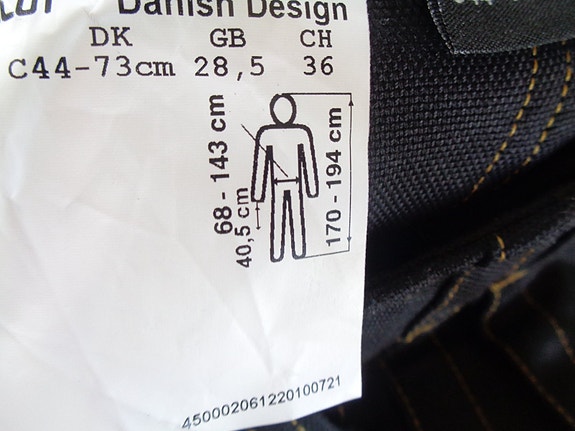 Danish Design
DK GB CH
C44-73cm 28,5 36
68 - 143 cm
40,5 cm
170 - 194 cm
450002061220100721